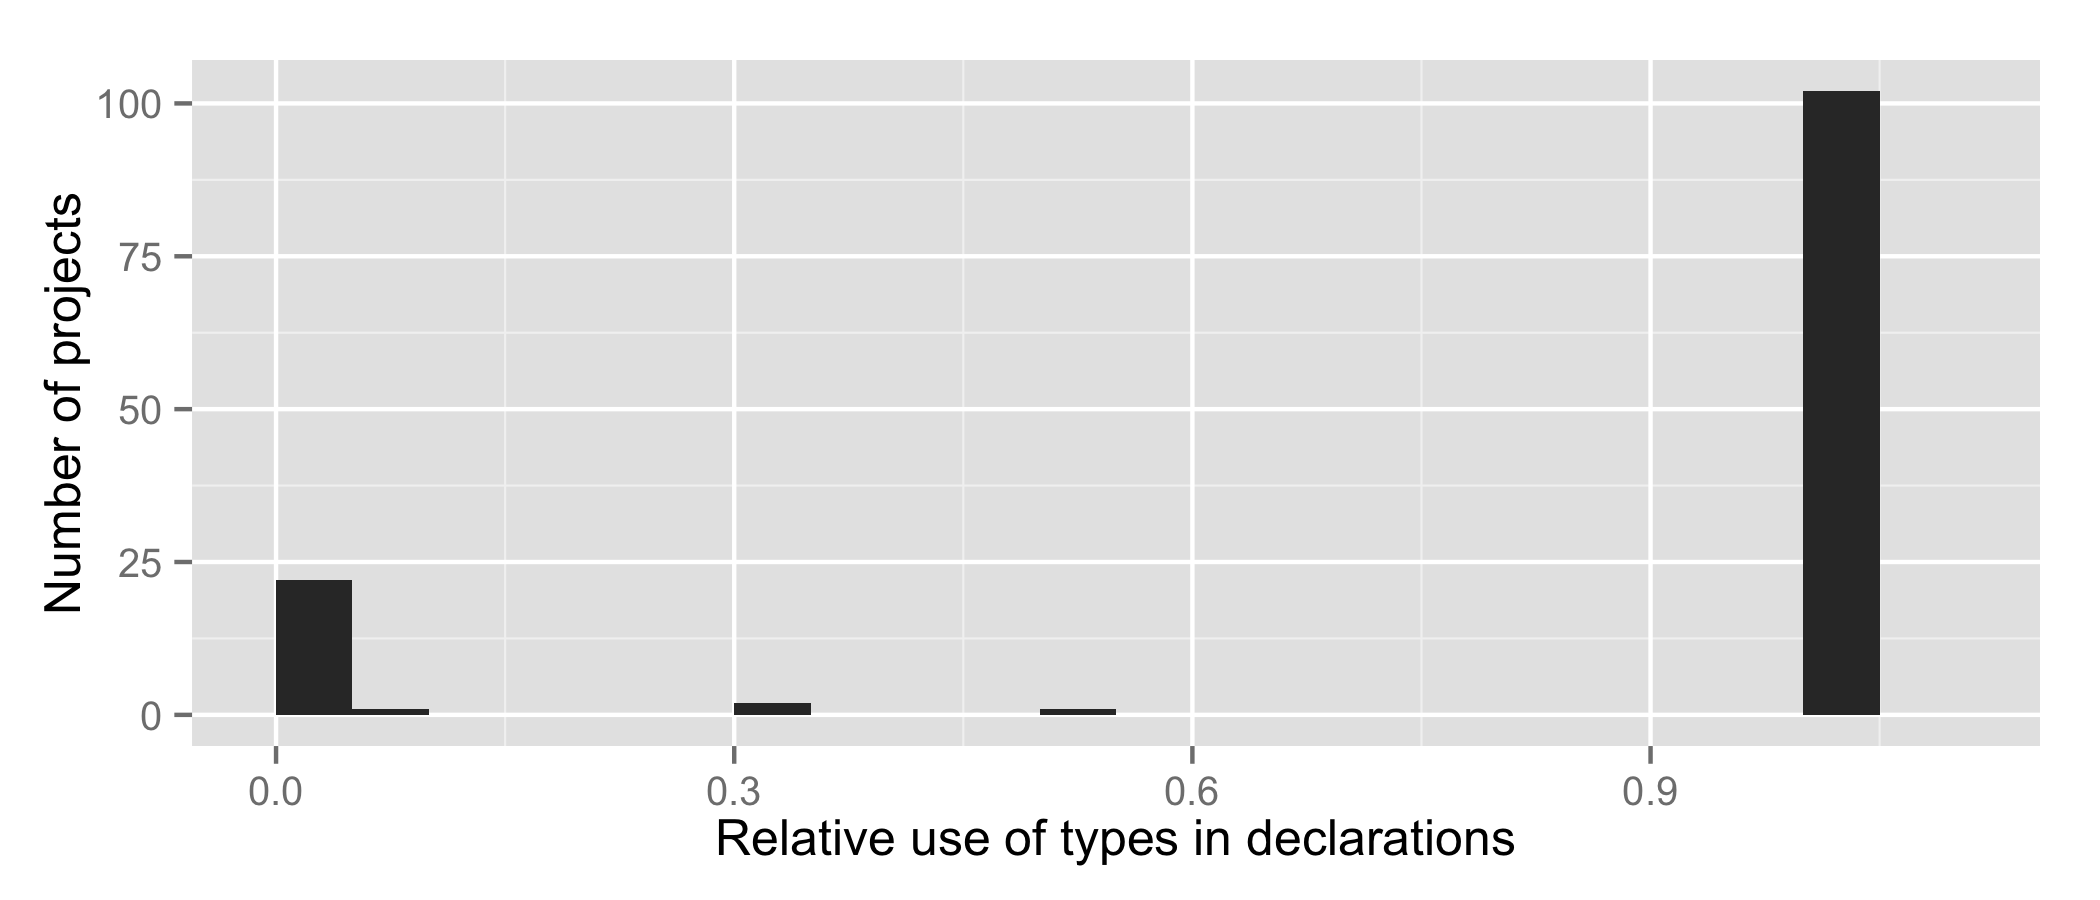 Number of projects
100
75
50
25
0
0.0 0.3 0.6 0.9
Relative use of types in declarations